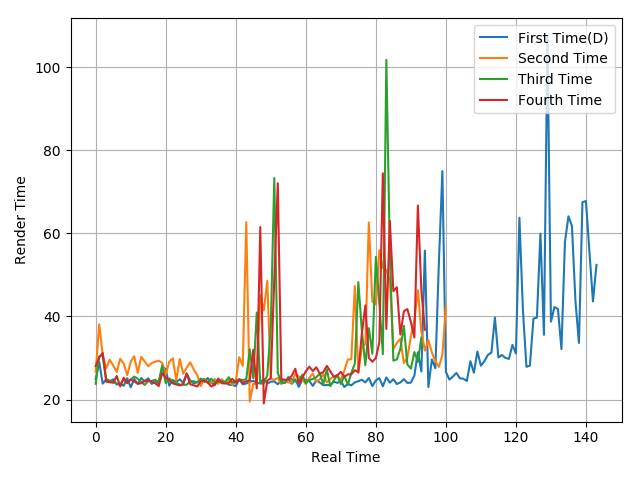 First Time(D)
Second Time
Third Time
Fourth Time
100
80
60
40
20
Render Time
0
20
40
60
80
100
120
140
Real Time